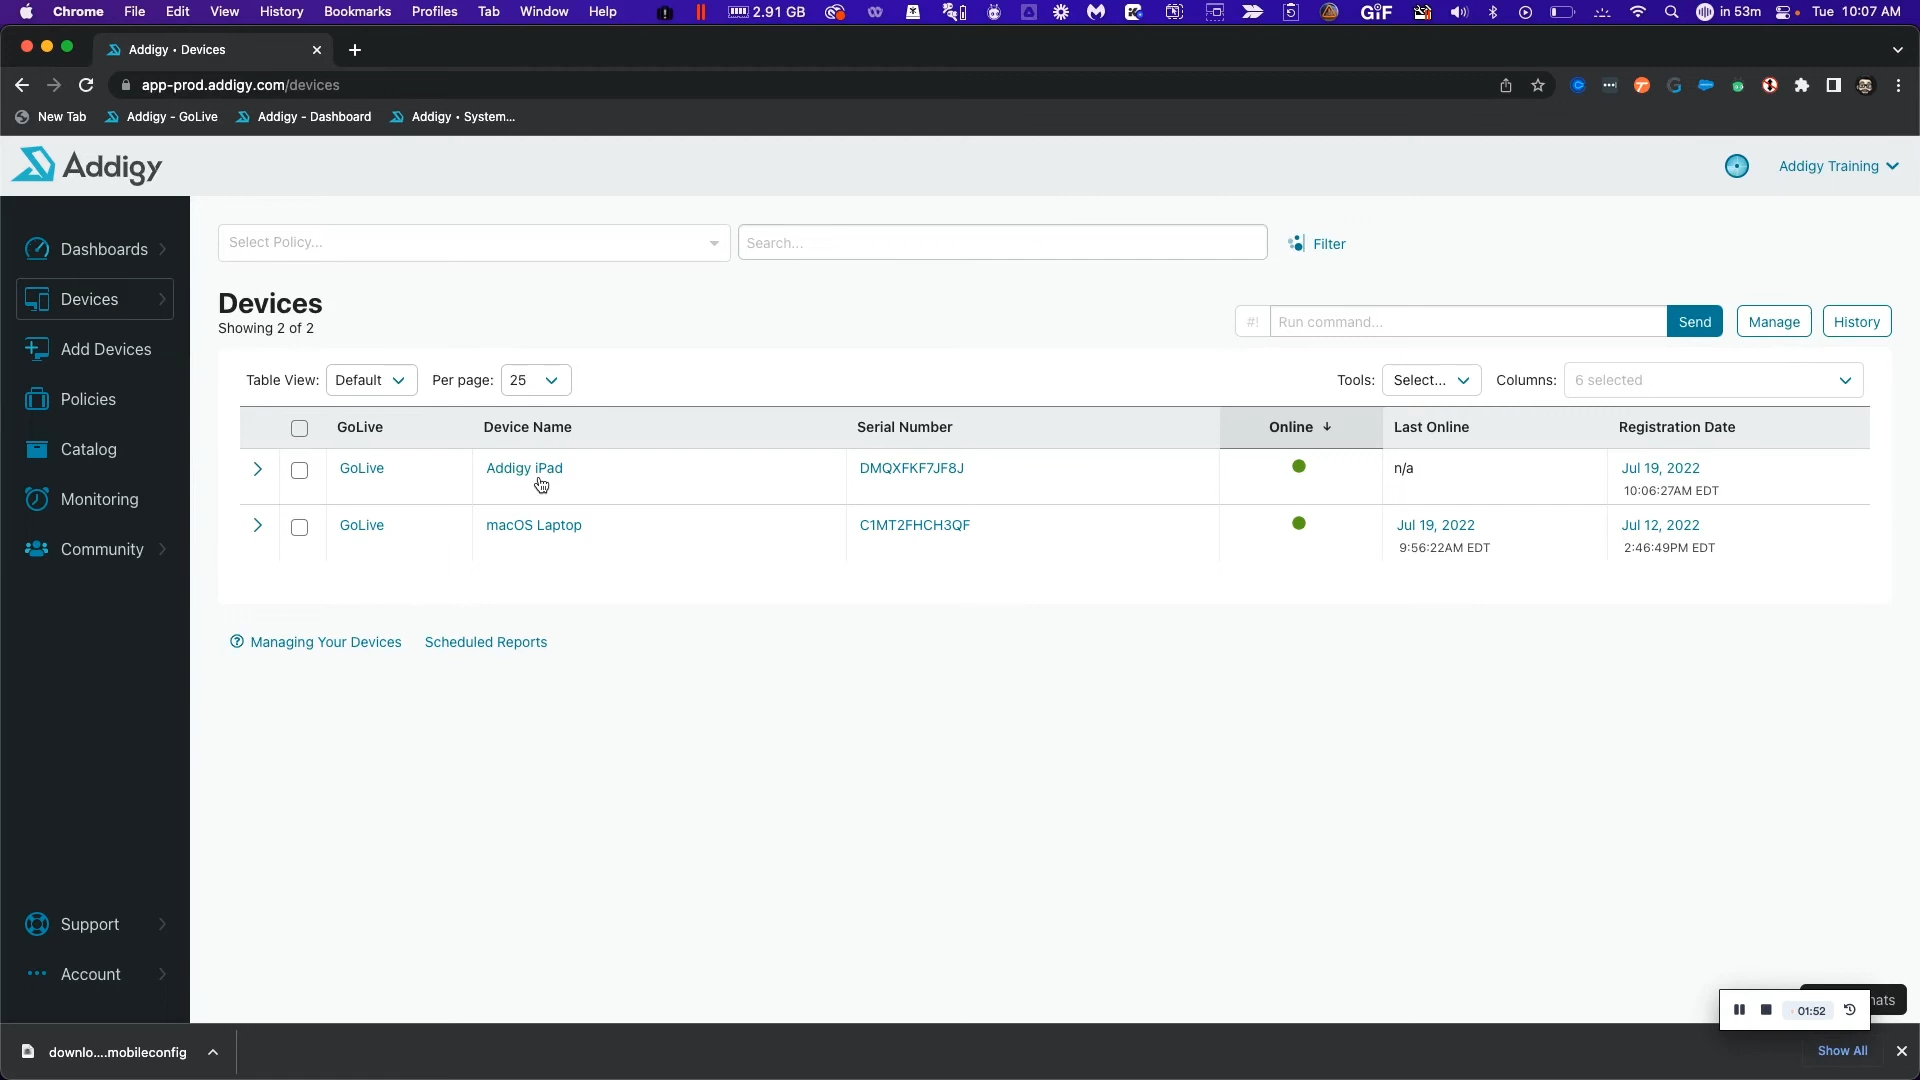 Chrome File Edit View History Bookmarks Profiles Tab Window Help 2.91 GB GIF in 53m Tue 10:07 AM
Addigy • Devices
app-prod.addigy.com/devices
New Tab Addigy - GoLive Addigy - Dashboard Addigy • System...
Addigy Addigy Training
Dashboards
Devices
Add Devices
Policies
Catalog
Monitoring
Community
Support
Account
Select Policy... Search... Filter
Devices
Showing 2 of 2
#! Run command... Send Manage History
Table View: Default Per page: 25 Tools: Select... Columns: 6 selected
GoLive Device Name Serial Number Online Last Online Registration Date
GoLive Addigy iPad DMQXFKF7JF8J n/a Jul 19, 2022
10:06:27AM EDT
GoLive macOS Laptop C1MT2FHCH3QF Jul 19, 2022 Jul 12, 2022
9:56:22AM EDT 2:46:49PM EDT
Managing Your Devices Scheduled Reports
01:52
downlo....mobileconfig Show All